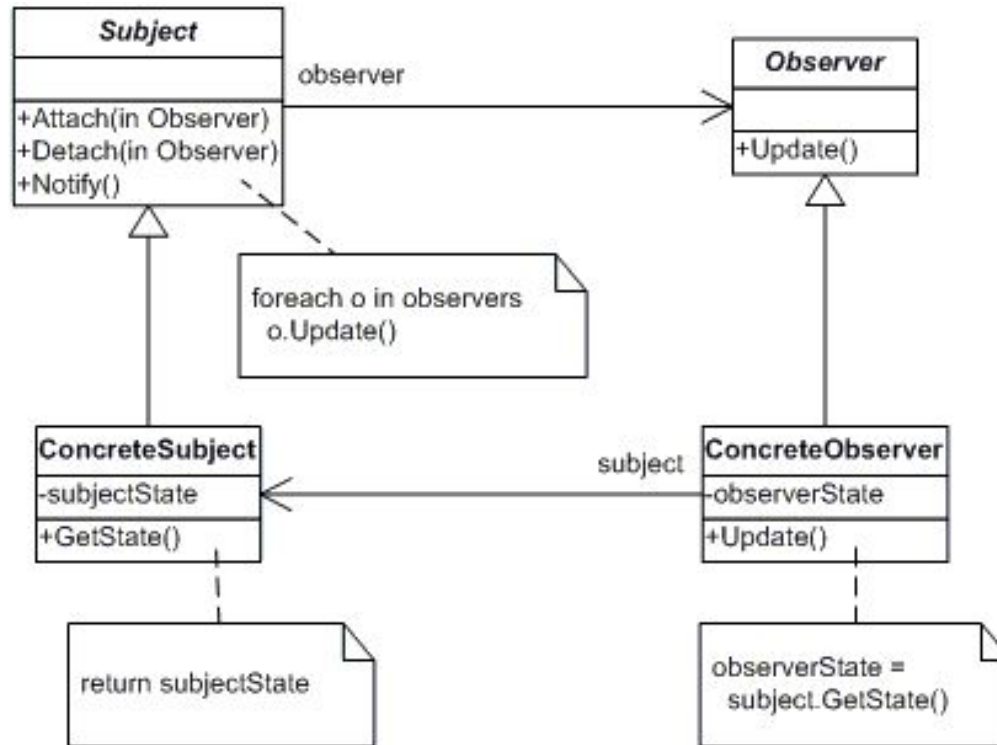 Subject
observer
Observer
+Attach(in Observer)
+Detach(in Observer)
+Notify()
+Update()
foreach o in observers
o.Update()
ConcreteSubject
-subjectState
+GetState()
subject
ConcreteObserver
-observerState
+Update()
return subjectState
observerState =
subject.GetState()